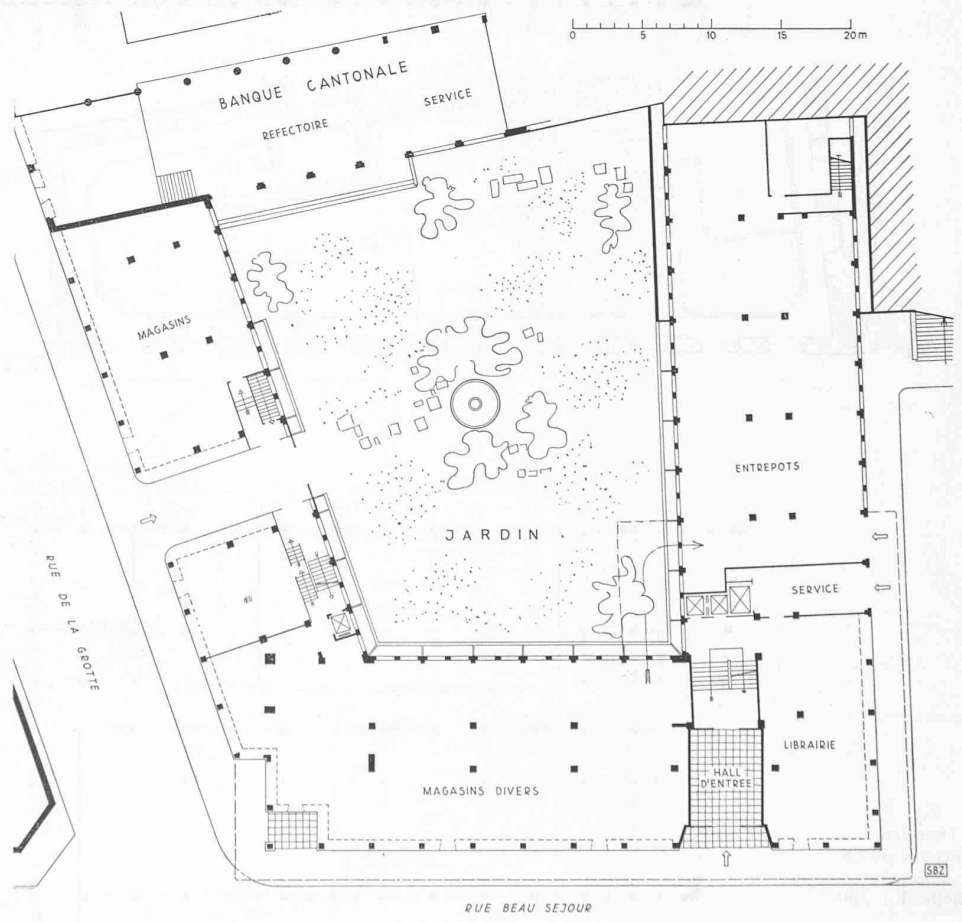 0 5 10 15 20 m
BANQUE CANTONALE
REFECTOIRE
SERVICE
MAGASINS
ENTREPOTS
JARDIN
SERVICE
RUE DE LA GROTTE
LIBRAIRIE
HALL
D'ENTREE
MAGASINS DIVERS
SBZ
RUE BEAU SEJOUR